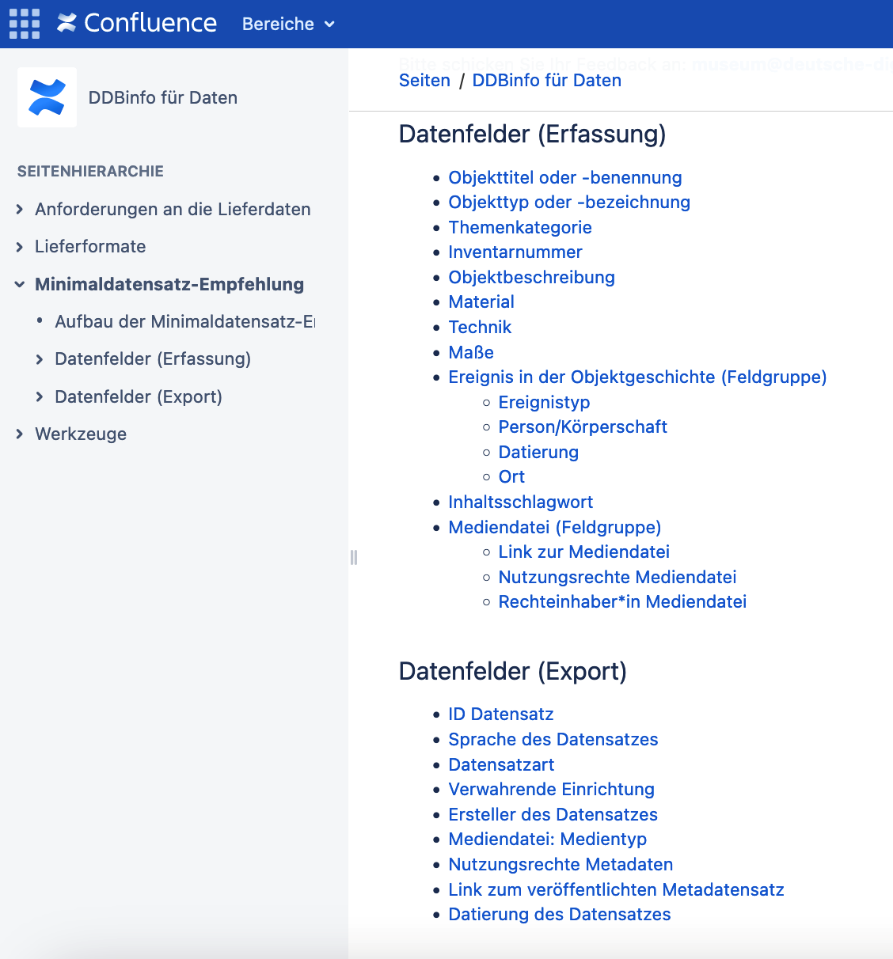 Confluence Bereiche
DDBinfo für Daten
SEITENHIERARCHIE
Anforderungen an die Lieferdaten
Lieferformate
Minimaldatensatz-Empfehlung
Aufbau der Minimaldatensatz-
Datenfelder (Erfassung)
Datenfelder (Export)
Werkzeuge
Bitte schicken Sie Ihr Feedback an: museum@deutsche-
Seiten / DDBinfo für Daten
Datenfelder (Erfassung)
Objekttitel oder -benennung
Objekttyp oder -bezeichnung
Themenkategorie
Inventarnummer
Objektbeschreibung
Material
Technik
Maße
Ereignis in der Objektgeschichte (Feldgruppe)
Ereignistyp
Person/Körperschaft
Datierung
Ort
Inhaltsschlagwort
Mediendatei (Feldgruppe)
Link zur Mediendatei
Nutzungsrechte Mediendatei
Rechteinhaber*in Mediendatei
Datenfelder (Export)
ID Datensatz
Sprache des Datensatzes
Datensatzart
Verwahrende Einrichtung
Ersteller des Datensatzes
Mediendatei: Medientyp
Nutzungsrechte Metadaten
Link zum veröffentlichten Metadatensatz
Datierung des Datensatzes